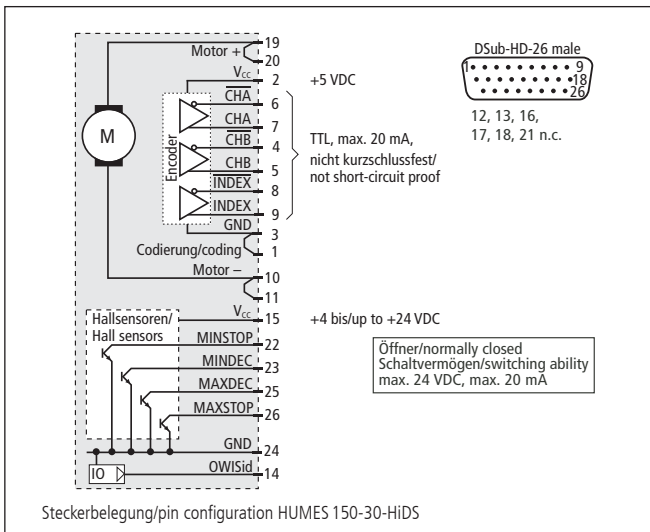 19
Motor +
20
Vcc
2
+5 VDC
CHA
6
CHA
7
CHB
4
CHB
5
INDEX
8
INDEX
9
GND
3
Codierung/coding
1
Motor –
10
11
M
Encoder
TTL, max. 20 mA,
nicht kurzschlussfest/
not short-circuit proof
DSub-HD-26 male
1
9
18
26
12, 13, 16,
17, 18, 21 n.c.
Vcc
15
+4 bis/up to +24 VDC
Hallsensoren/
Hall sensors
MINSTOP
22
MINDEC
23
MAXDEC
25
MAXSTOP
26
GND
24
OWISid
14
IO
Öffner/normally closed
Schaltvermögen/switching ability
max. 24 VDC, max. 20 mA
Steckerbelegung/pin configuration HUMES 150-30-HiDS